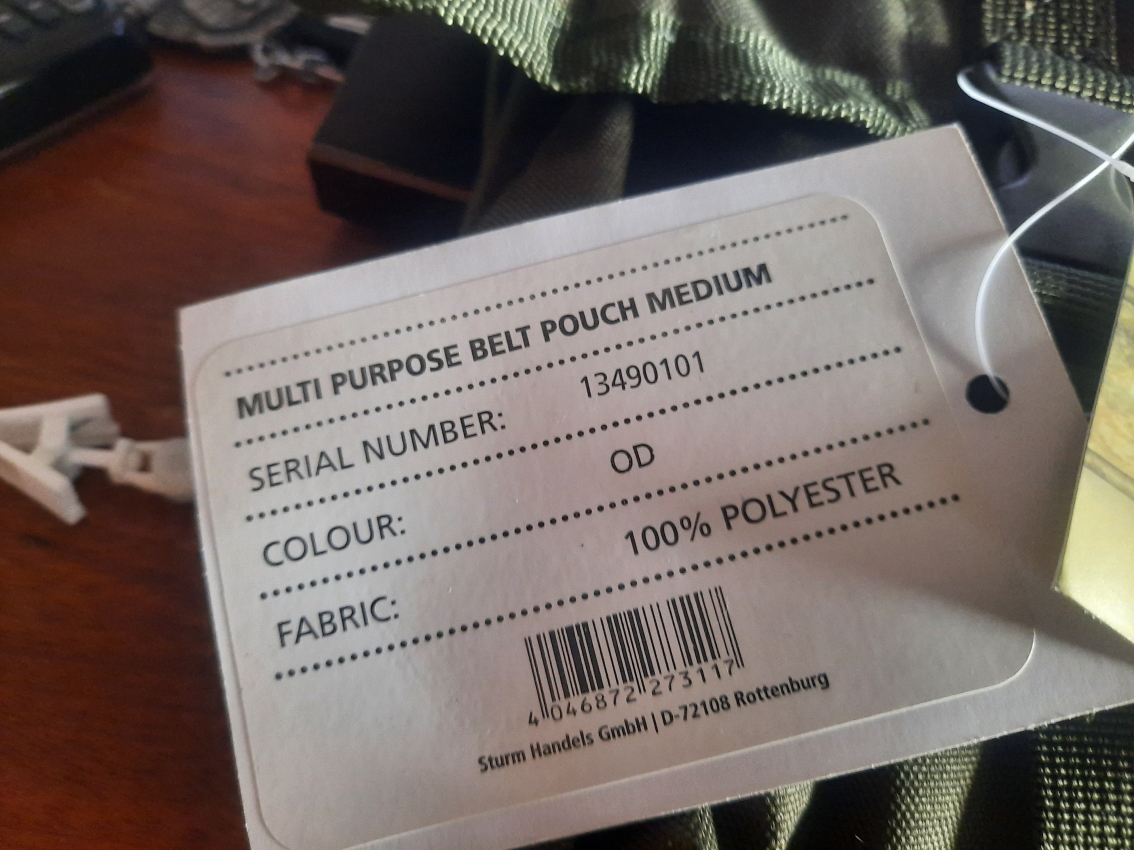 MULTI PURPOSE BELT POUCH MEDIUM
SERIAL NUMBER: 13490101
COLOUR: OD
FABRIC: 100% POLYESTER
4 046872 273117
Sturm Handels GmbH | D-72108 Rottenburg